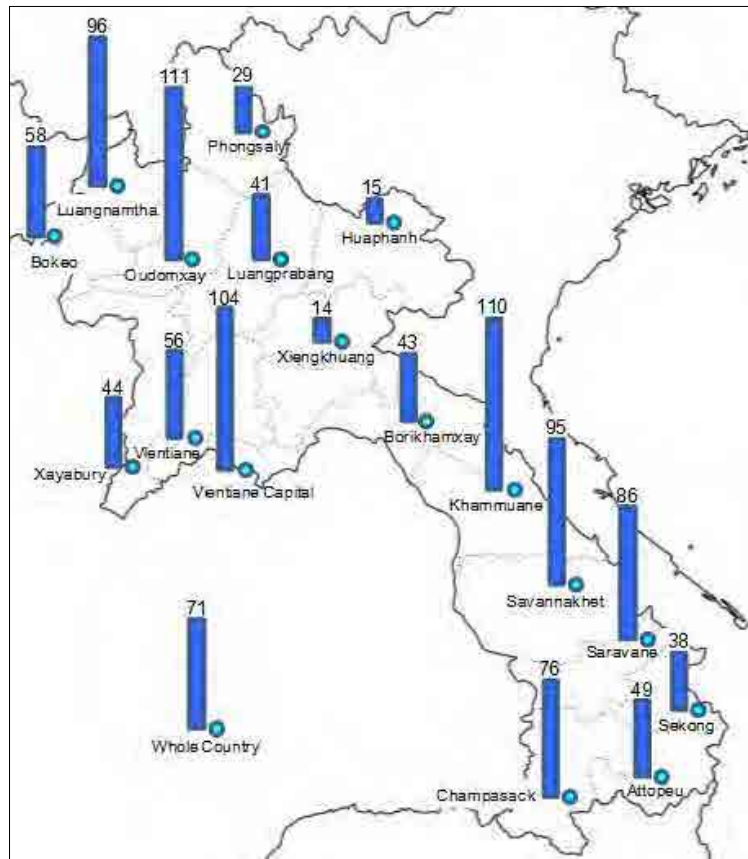 96
111
29
58
Phongsaly
41
15
Luangnamtha
Huaphanh
Bokeo
Oudomxay
Luangprabang
104
14
110
56
43
Xiengkhuang
44
95
Borikhamxay
Vientiane
Xayabury
Vientiane Capital
Khammuane
86
Savannakhet
71
38
Saravane
76
49
Sekong
Whole Country
Attopeu
Champasack